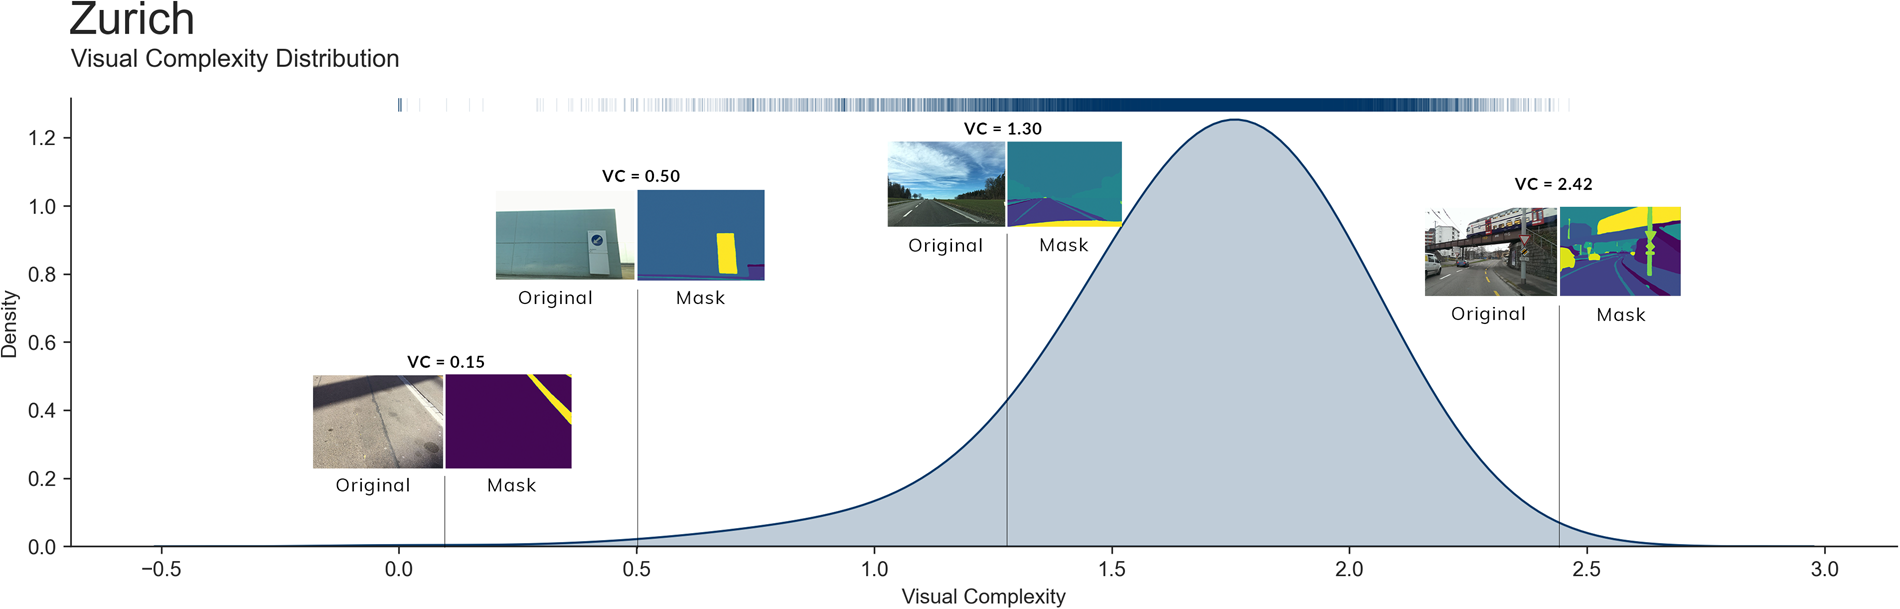 Zurich
Visual Complexity Distribution
VC = 1.30
1.2
VC = 0.50
VC = 2.42
1.0
Original Mask
0.8
Original Mask
Original Mask
Density
0.6
VC = 0.15
0.4
0.2
Original Mask
0.0
−0.5 0.0 0.5 1.0 1.5 2.0 2.5 3.0
Visual Complexity